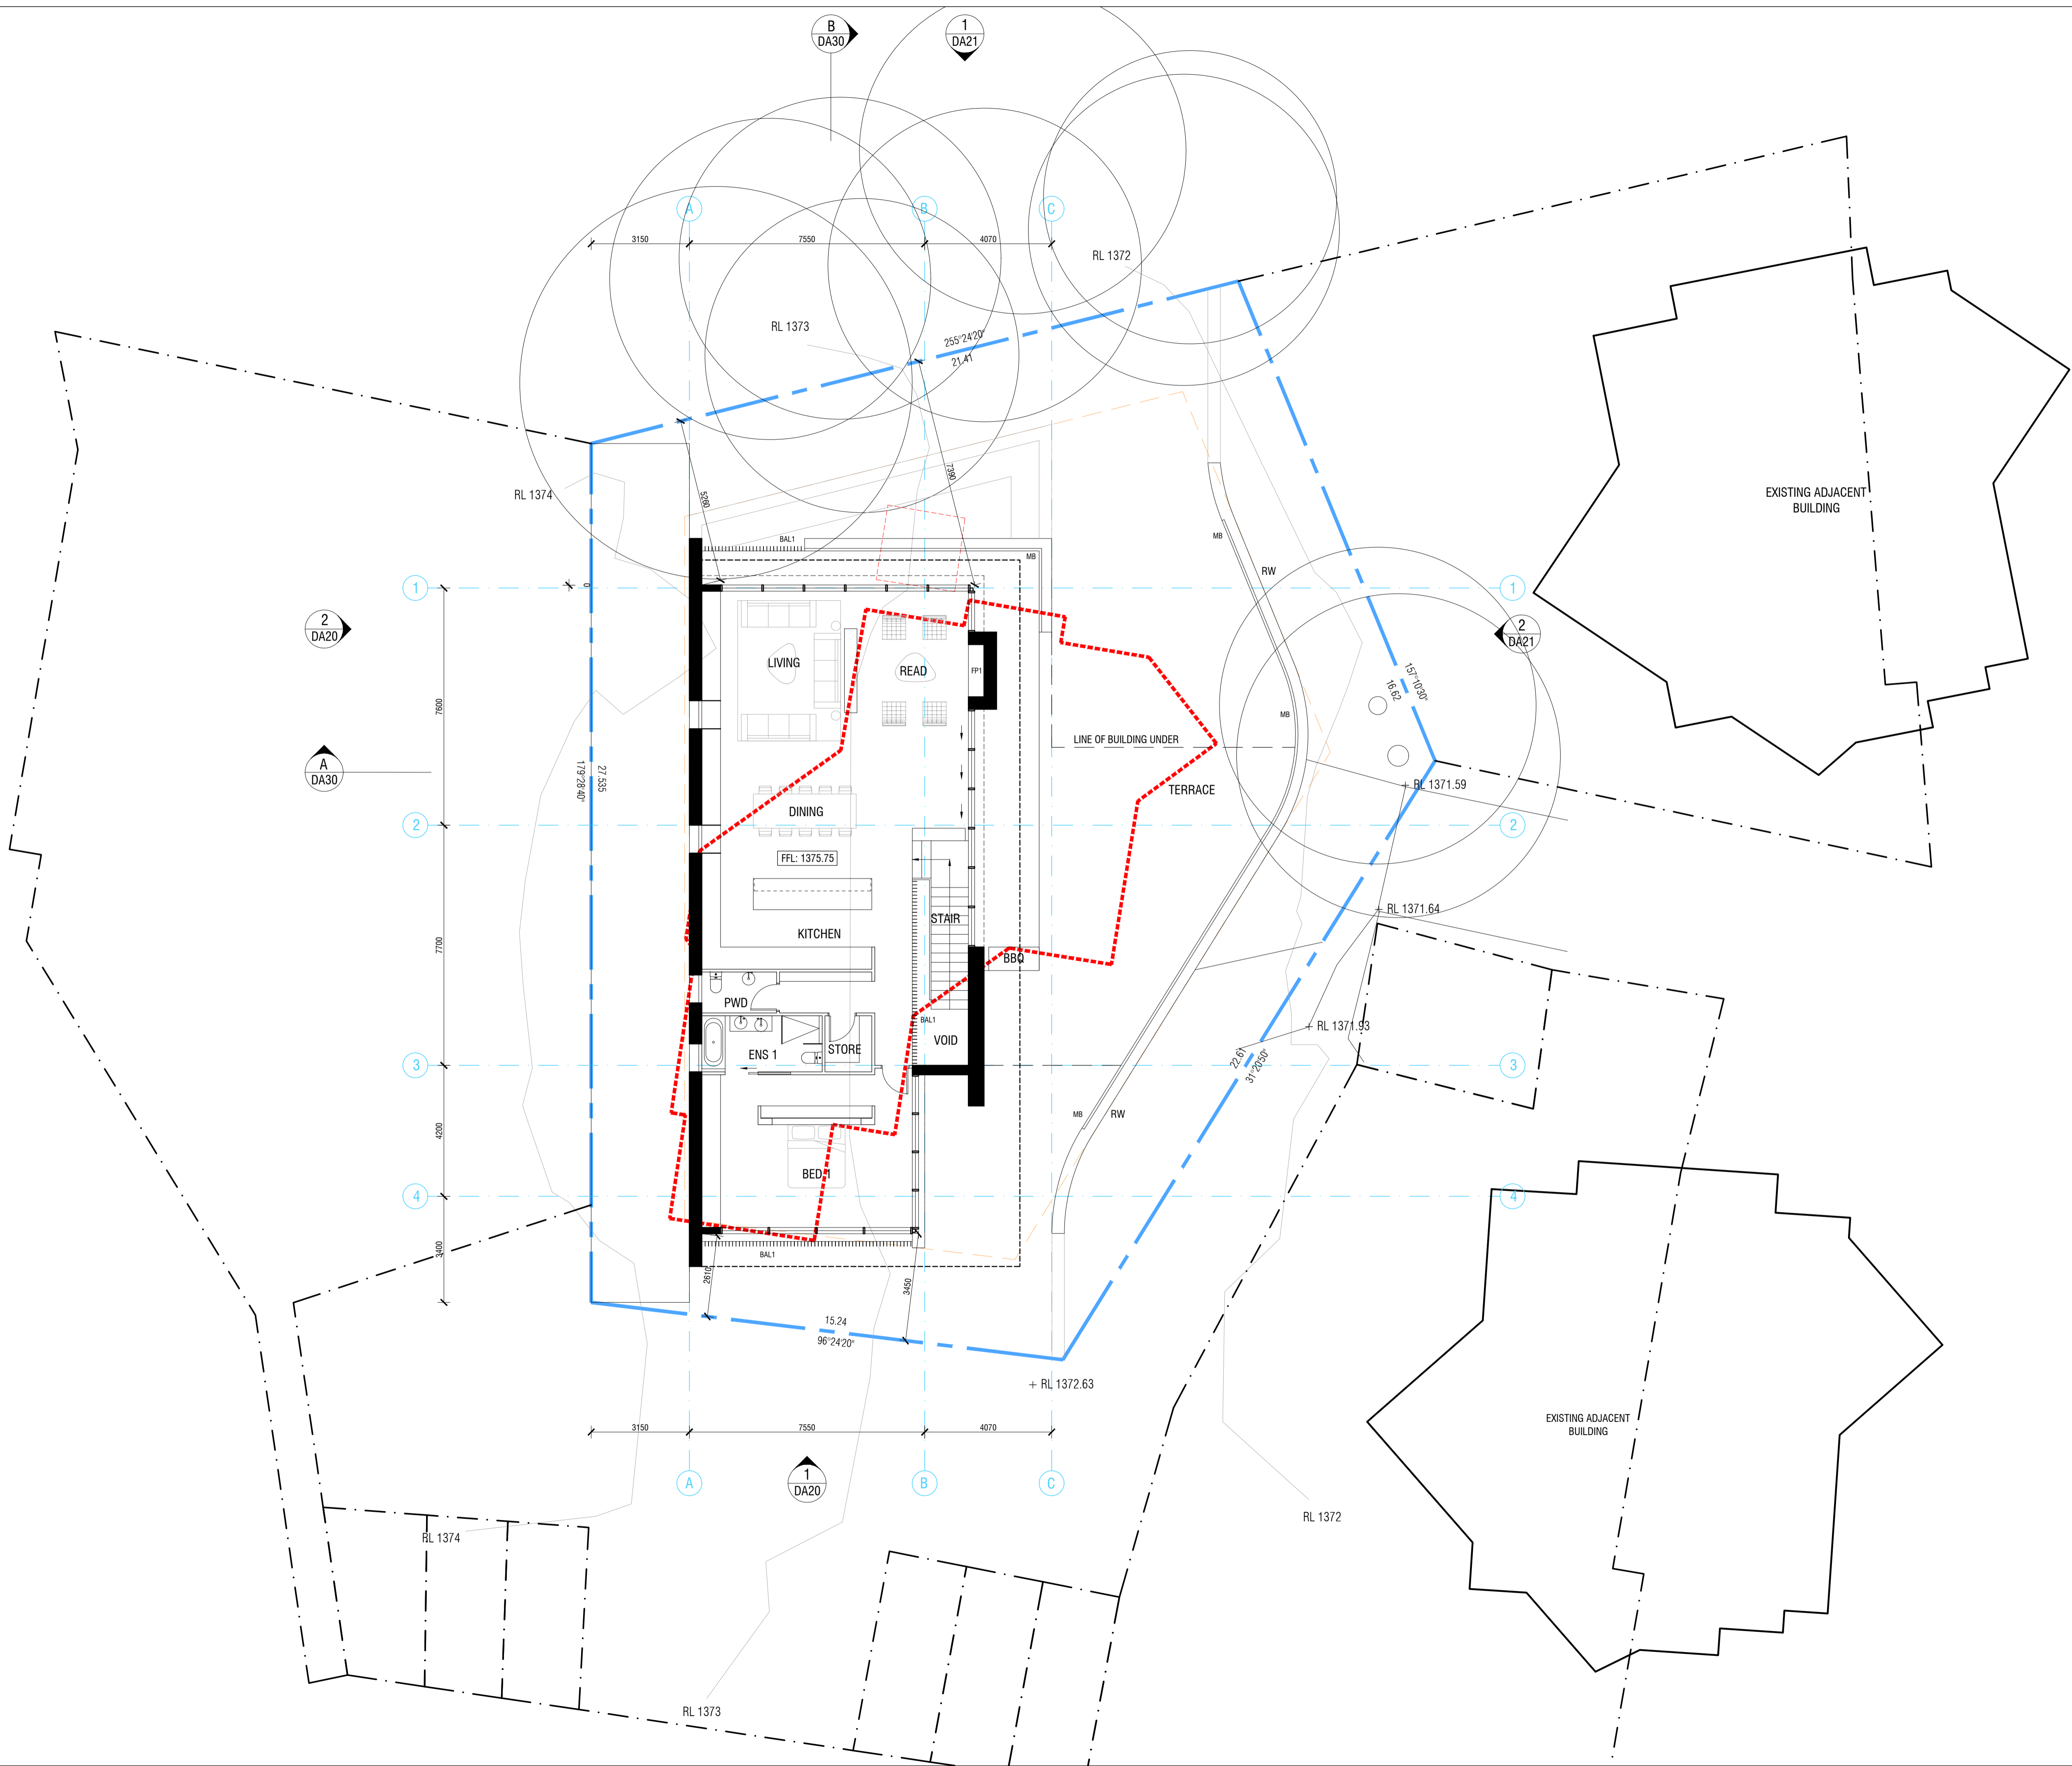 B
DA30
1
DA21
A
B
C
3150
7550
4070
RL 1372
RL 1373
255°24'20"
21.41
RL 1374
5260
7390
BAL1
MB
MB
EXISTING ADJACENT
BUILDING
1
0
1
RW
2
DA20
2
DA21
LIVING
READ
FP1
157°10'30"
16.62
7600
MB
LINE OF BUILDING UNDER
A
DA30
179°28'40"
27.535
TERRACE
RL 1371.59
DINING
2
2
FFL: 1375.75
RL 1371.64
STAIR
KITCHEN
7700
BBQ
PWD
BAL1
RL 1371.93
VOID
STORE
ENS 1
3
3
22.61
31°20'50"
MB
RW
4200
BED 1
4
4
3400
BAL1
2610
3450
15.24
96°24'20"
RL 1372.63
3150
7550
4070
EXISTING ADJACENT
BUILDING
A
B
C
1
DA20
RL 1372
RL 1374
RL 1373